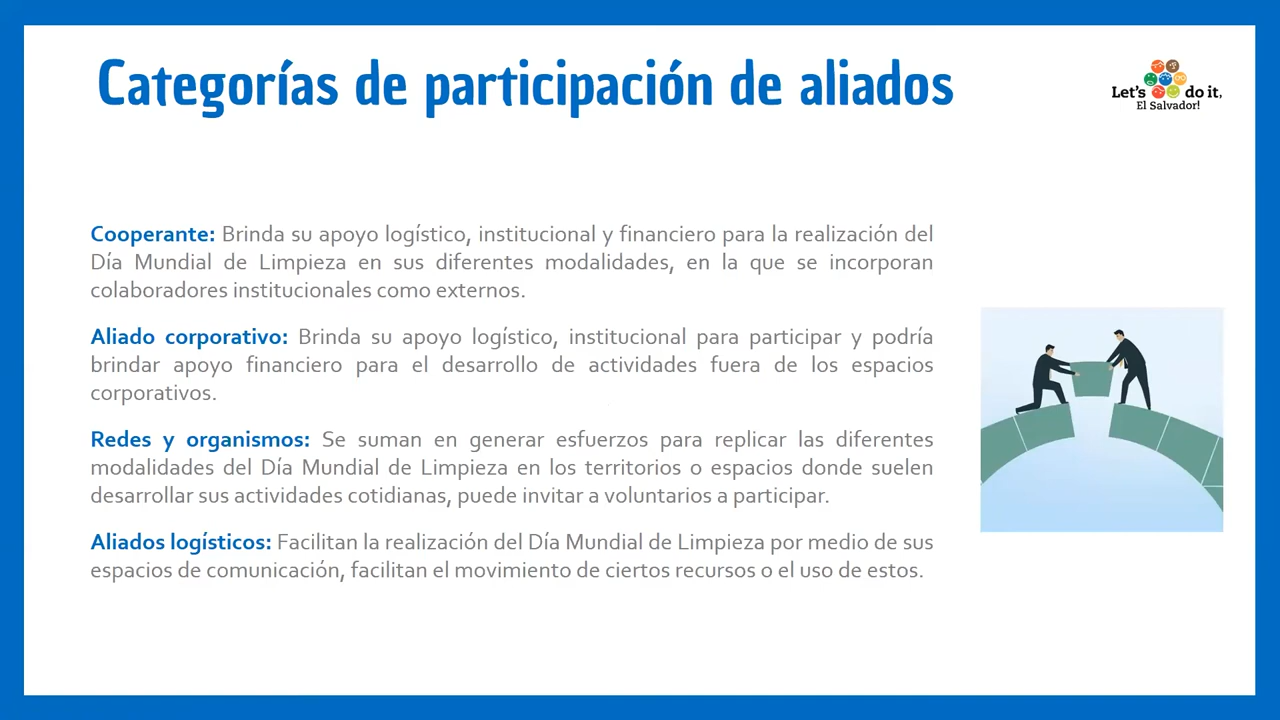 Categorías de participación de aliados
Let's do it,
El Salvador!
Cooperante: Brinda su apoyo logístico, institucional y financiero para la realización del
Día Mundial de Limpieza en sus diferentes modalidades, en la que se incorporan
colaboradores institucionales como externos.
Aliado corporativo: Brinda su apoyo logístico, institucional para participar y podría
brindar apoyo financiero para el desarrollo de actividades fuera de los espacios
corporativos.
Redes y organismos: Se suman en generar esfuerzos para replicar las diferentes
modalidades del Día Mundial de Limpieza en los territorios o espacios donde suelen
desarrollar sus actividades cotidianas, puede invitar a voluntarios a participar.
Aliados logísticos: Facilitan la realización del Día Mundial de Limpieza por medio de sus
espacios de comunicación, facilitan el movimiento de ciertos recursos o el uso de estos.